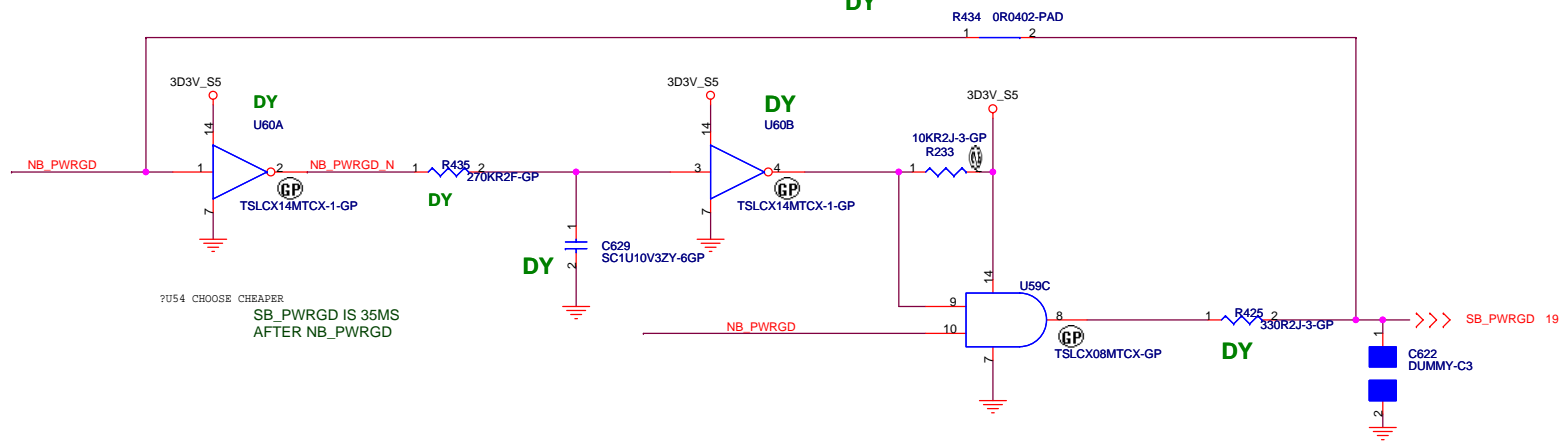 DY
R434 0R0402-PAD
1 2
3D3V_S5
3D3V_S5
3D3V_S5
DY
U60A
DY
U60B
14
14
10KR2J-3-GP
R233
NB_PWRGD
1
2
NB_PWRGD_N
1
R435
2
270KR2F-GP
3
4
1
GP
GP
TSLCX14MTCX-1-GP
DY
TSLCX14MTCX-1-GP
7
7
1
C629
SC1U10V3ZY-6GP
2
DY
14
U59C
?U54 CHOOSE CHEAPER
SB_PWRGD IS 35MS
AFTER NB_PWRGD
9
NB_PWRGD
10
8
GP
TSLCX08MTCX-GP
7
1
R425
2
330R2J-3-GP
DY
SB_PWRGD 19
1
C622
DUMMY-C3
2